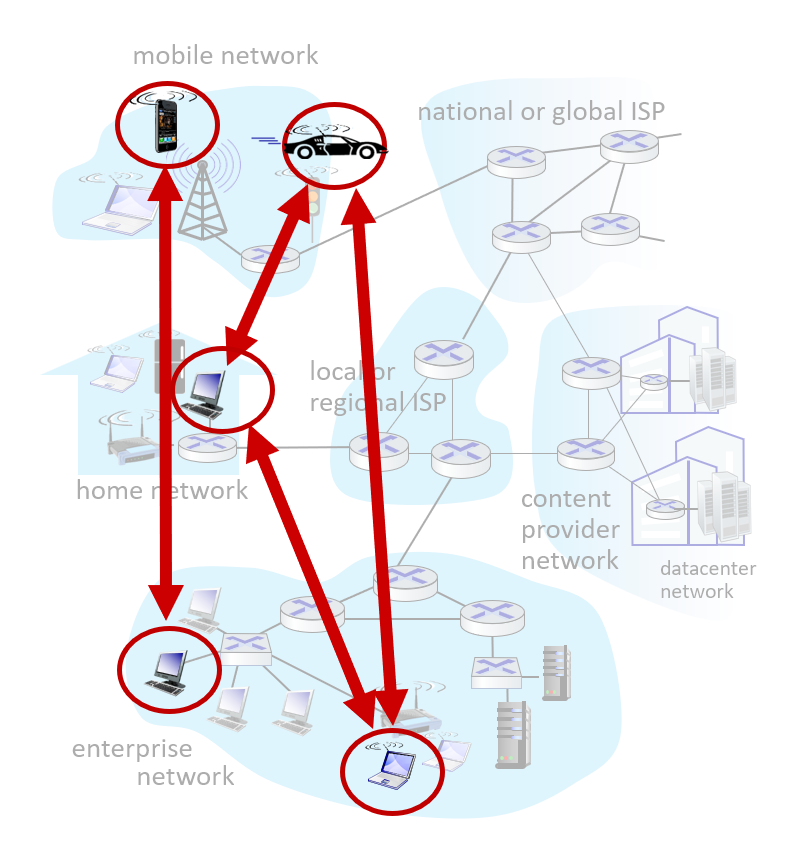 mobile network
national or global ISP
local or
regional ISP
home network
content
provider
network
datacenter
network
enterprise
network